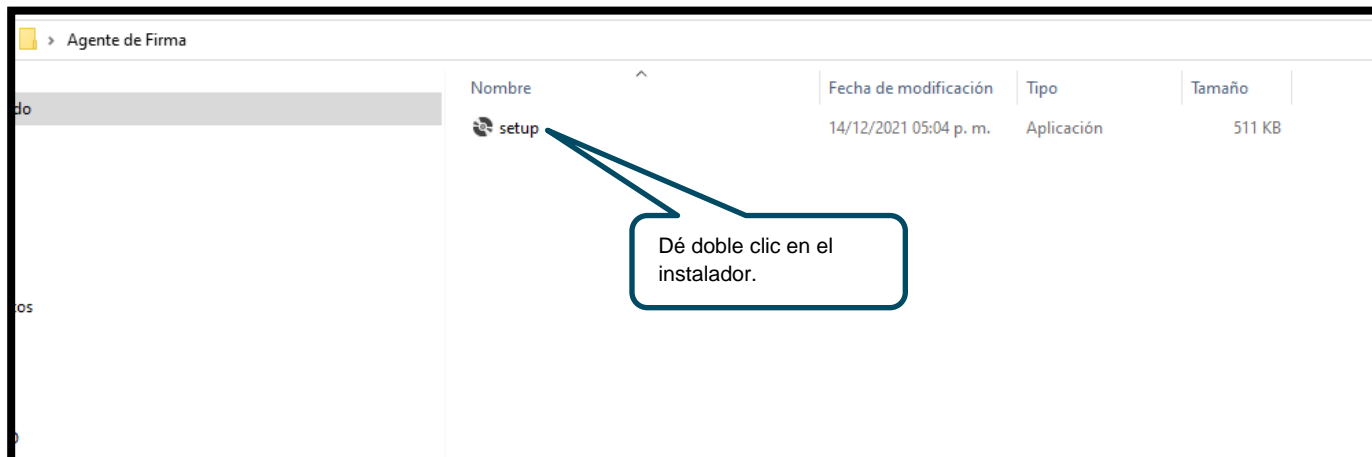 Agente de Firma
Nombre Fecha de modificación Tipo Tamaño
do
setup 14/12/2021 05:04 p. m. Aplicación 511 KB
Dé doble clic en el
instalador.
os